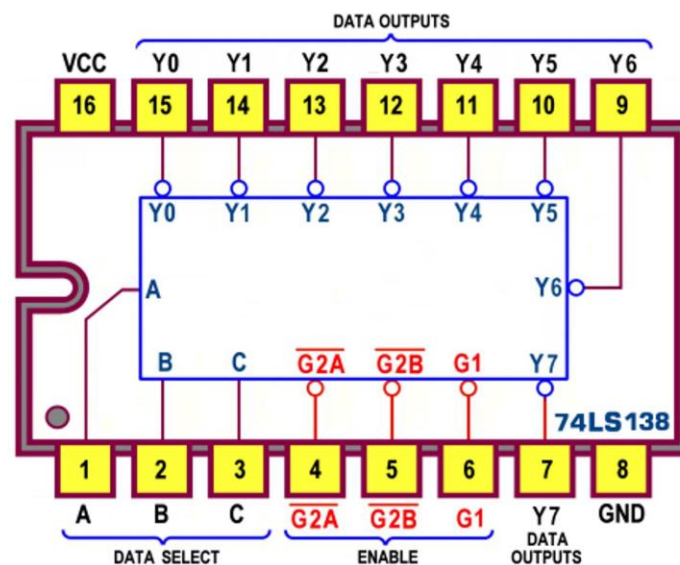 DATA OUTPUTS
VCC Y0 Y1 Y2 Y3 Y4 Y5 Y6
16 15 14 13 12 11 10 9
Y0 Y1 Y2 Y3 Y4 Y5
A Y6
B C G2A G2B G1 Y7
74LS138
1 2 3 4 5 6 7 8
A B C G2A G2B G1 Y7 GND
DATA SELECT ENABLE DATA
OUTPUTS